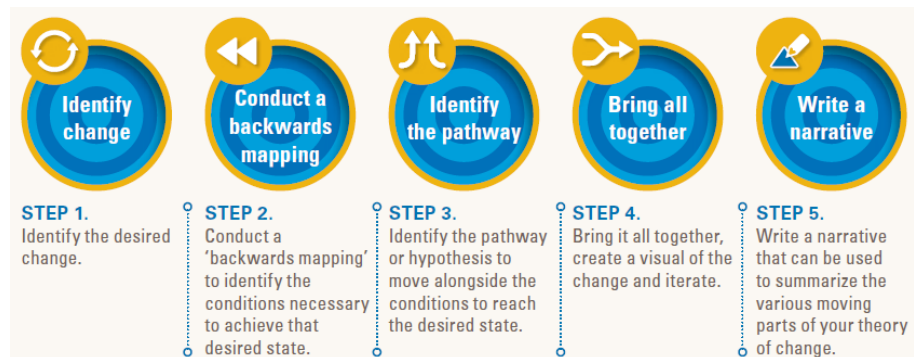 Identify
change
Conduct a
backwards
mapping
Identify
the pathway
Bring all
together
Write a
narrative
STEP 1.
Identify the desired
change.
STEP 2.
Conduct a
‘backwards mapping’
to identify the
conditions necessary
to achieve that
desired state.
STEP 3.
Identify the pathway
or hypothesis to
move alongside the
conditions to reach
the desired state.
STEP 4.
Bring it all together,
create a visual of the
change and iterate.
STEP 5.
Write a narrative
that can be used
to summarize the
various moving
parts of your theory
of change.